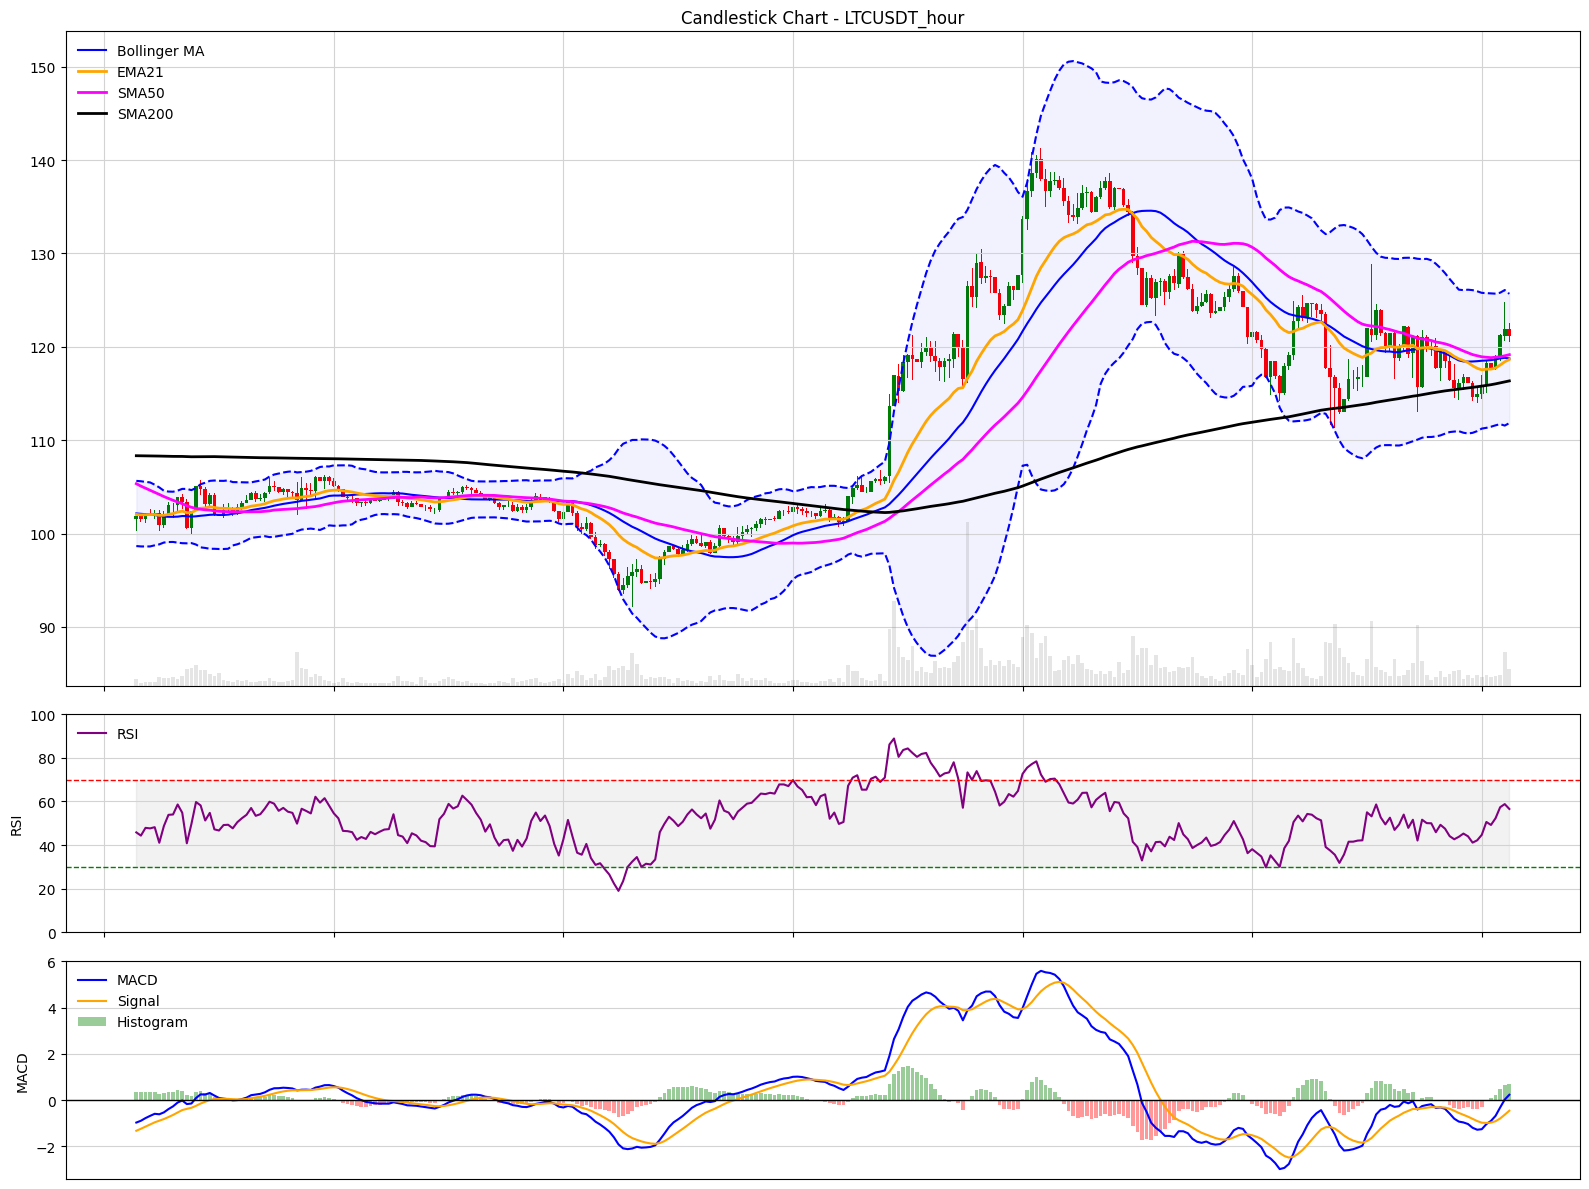 Candlestick Chart - LTCUSDT_hour
Bollinger MA
EMA21
SMA50
SMA200
150
140
130
120
110
100
90
RSI
100
80
60
40
20
0
RSI
MACD
Signal
Histogram
6
4
2
0
−2
MACD